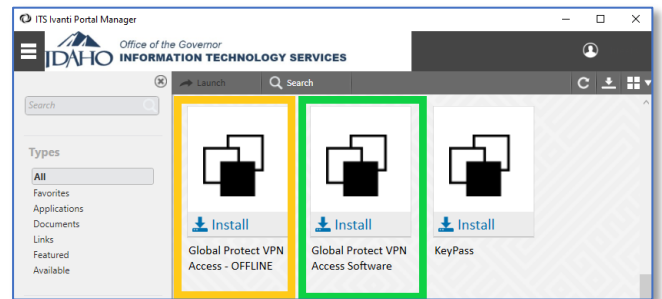 ITS Ivanti Portal Manager
Office of the Governor
IDAHO INFORMATION TECHNOLOGY SERVICES
Launch
Search
Search
Types
All
Favorites
Applications
Documents
Links
Featured
Available
Install
Install
Install
Global Protect VPN
Access - OFFLINE
Global Protect VPN
Access Software
KeyPass